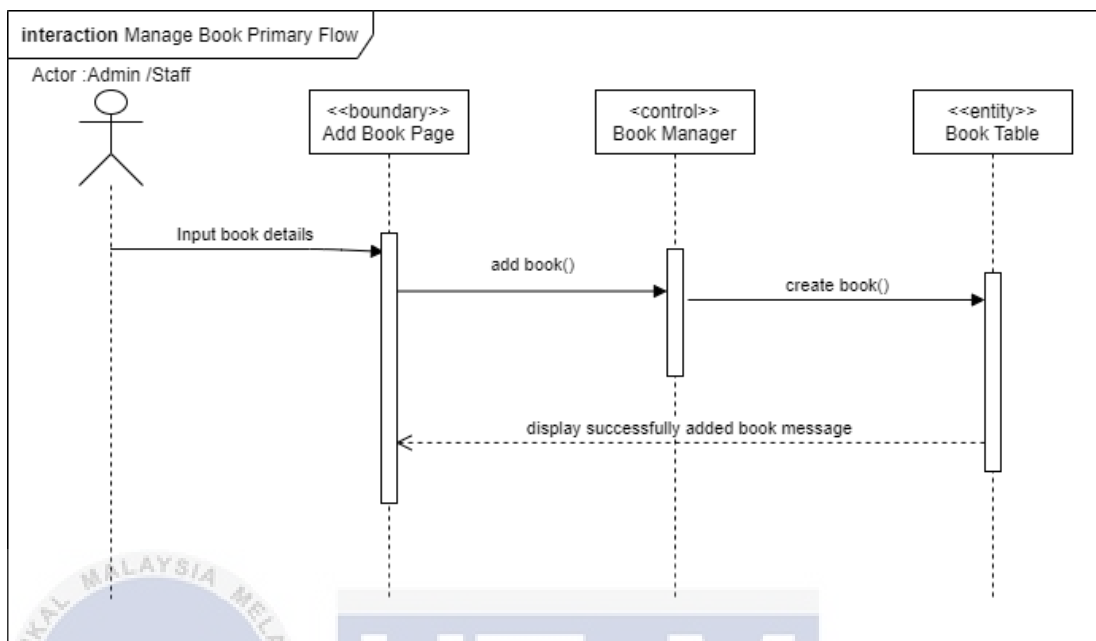 interaction Manage Book Primary Flow
Actor :Admin /Staff
<<boundary>>
Add Book Page
<control>>
Book Manager
<<entity>>
Book Table
Input book details
add book()
create book()
display successfully added book message
MALAYSIA